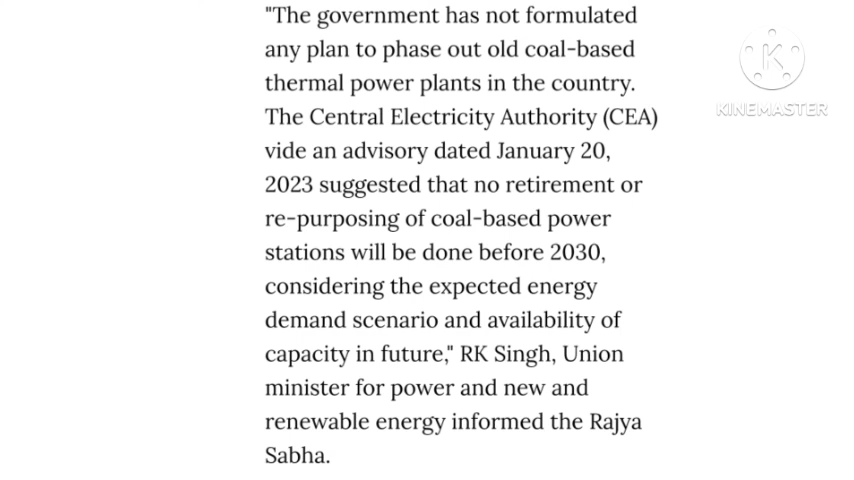 "The government has not formulated
any plan to phase out old coal-based
thermal power plants in the country.
The Central Electricity Authority (CEA)
vide an advisory dated January 20,
2023 suggested that no retirement or
re-purposing of coal-based power
stations will be done before 2030,
considering the expected energy
demand scenario and availability of
capacity in future," RK Singh, Union
minister for power and new and
renewable energy informed the Rajya
Sabha.
K
KINEMASTER